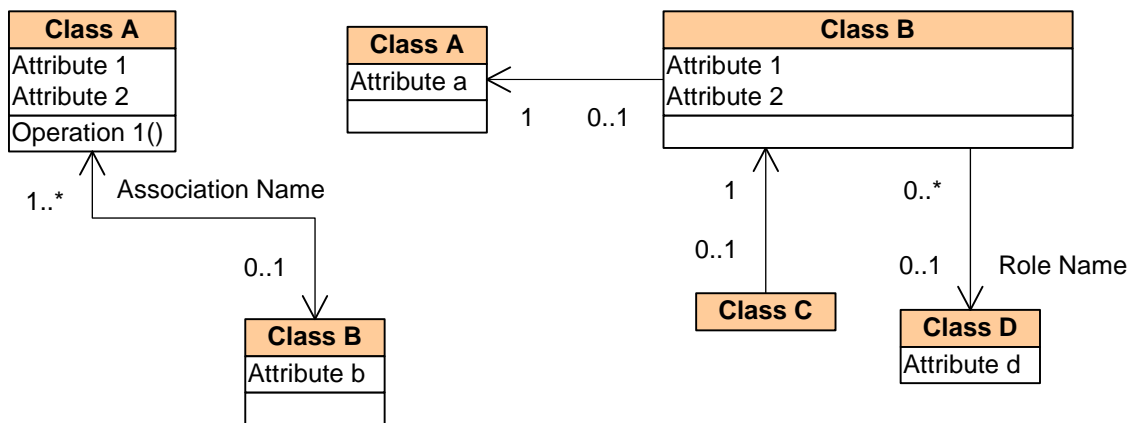 Class A
Attribute 1
Attribute 2
Operation 1()
1..*
Association Name
0..1
Class B
Attribute b
Class A
Attribute a
1
0..1
Class B
Attribute 1
Attribute 2
1
0..1
Class C
0..*
0..1
Role Name
Class D
Attribute d